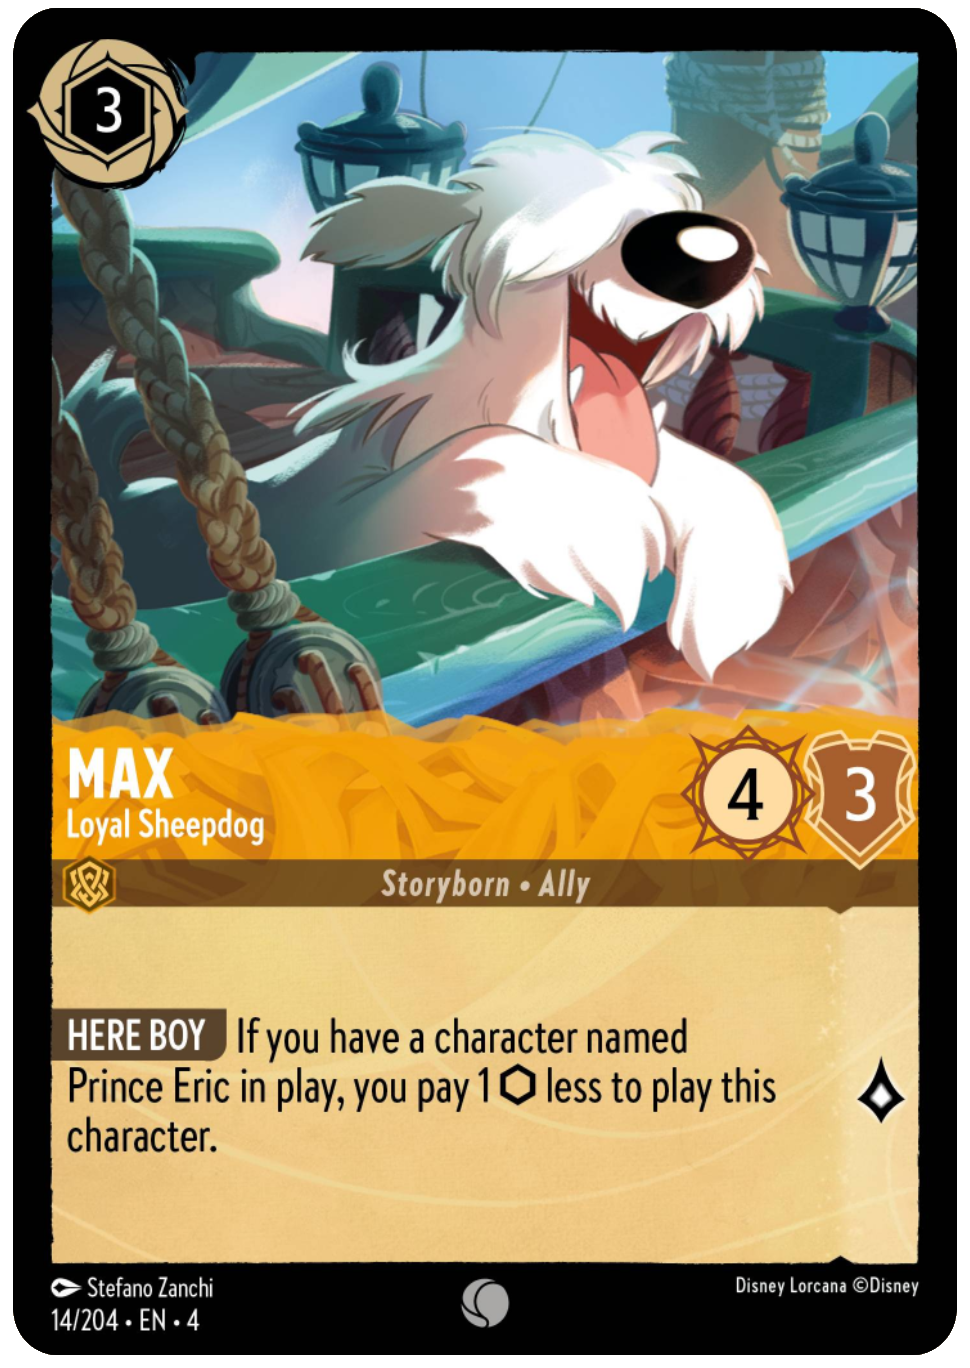 3
MAX
Loyal Sheepdog
4
3
Storyborn • Ally
HERE BOY If you have a character named
Prince Eric in play, you pay 1 ⬡ less to play this
character.
Stefano Zanchi
Disney Lorcana ©Disney
14/204 • EN • 4